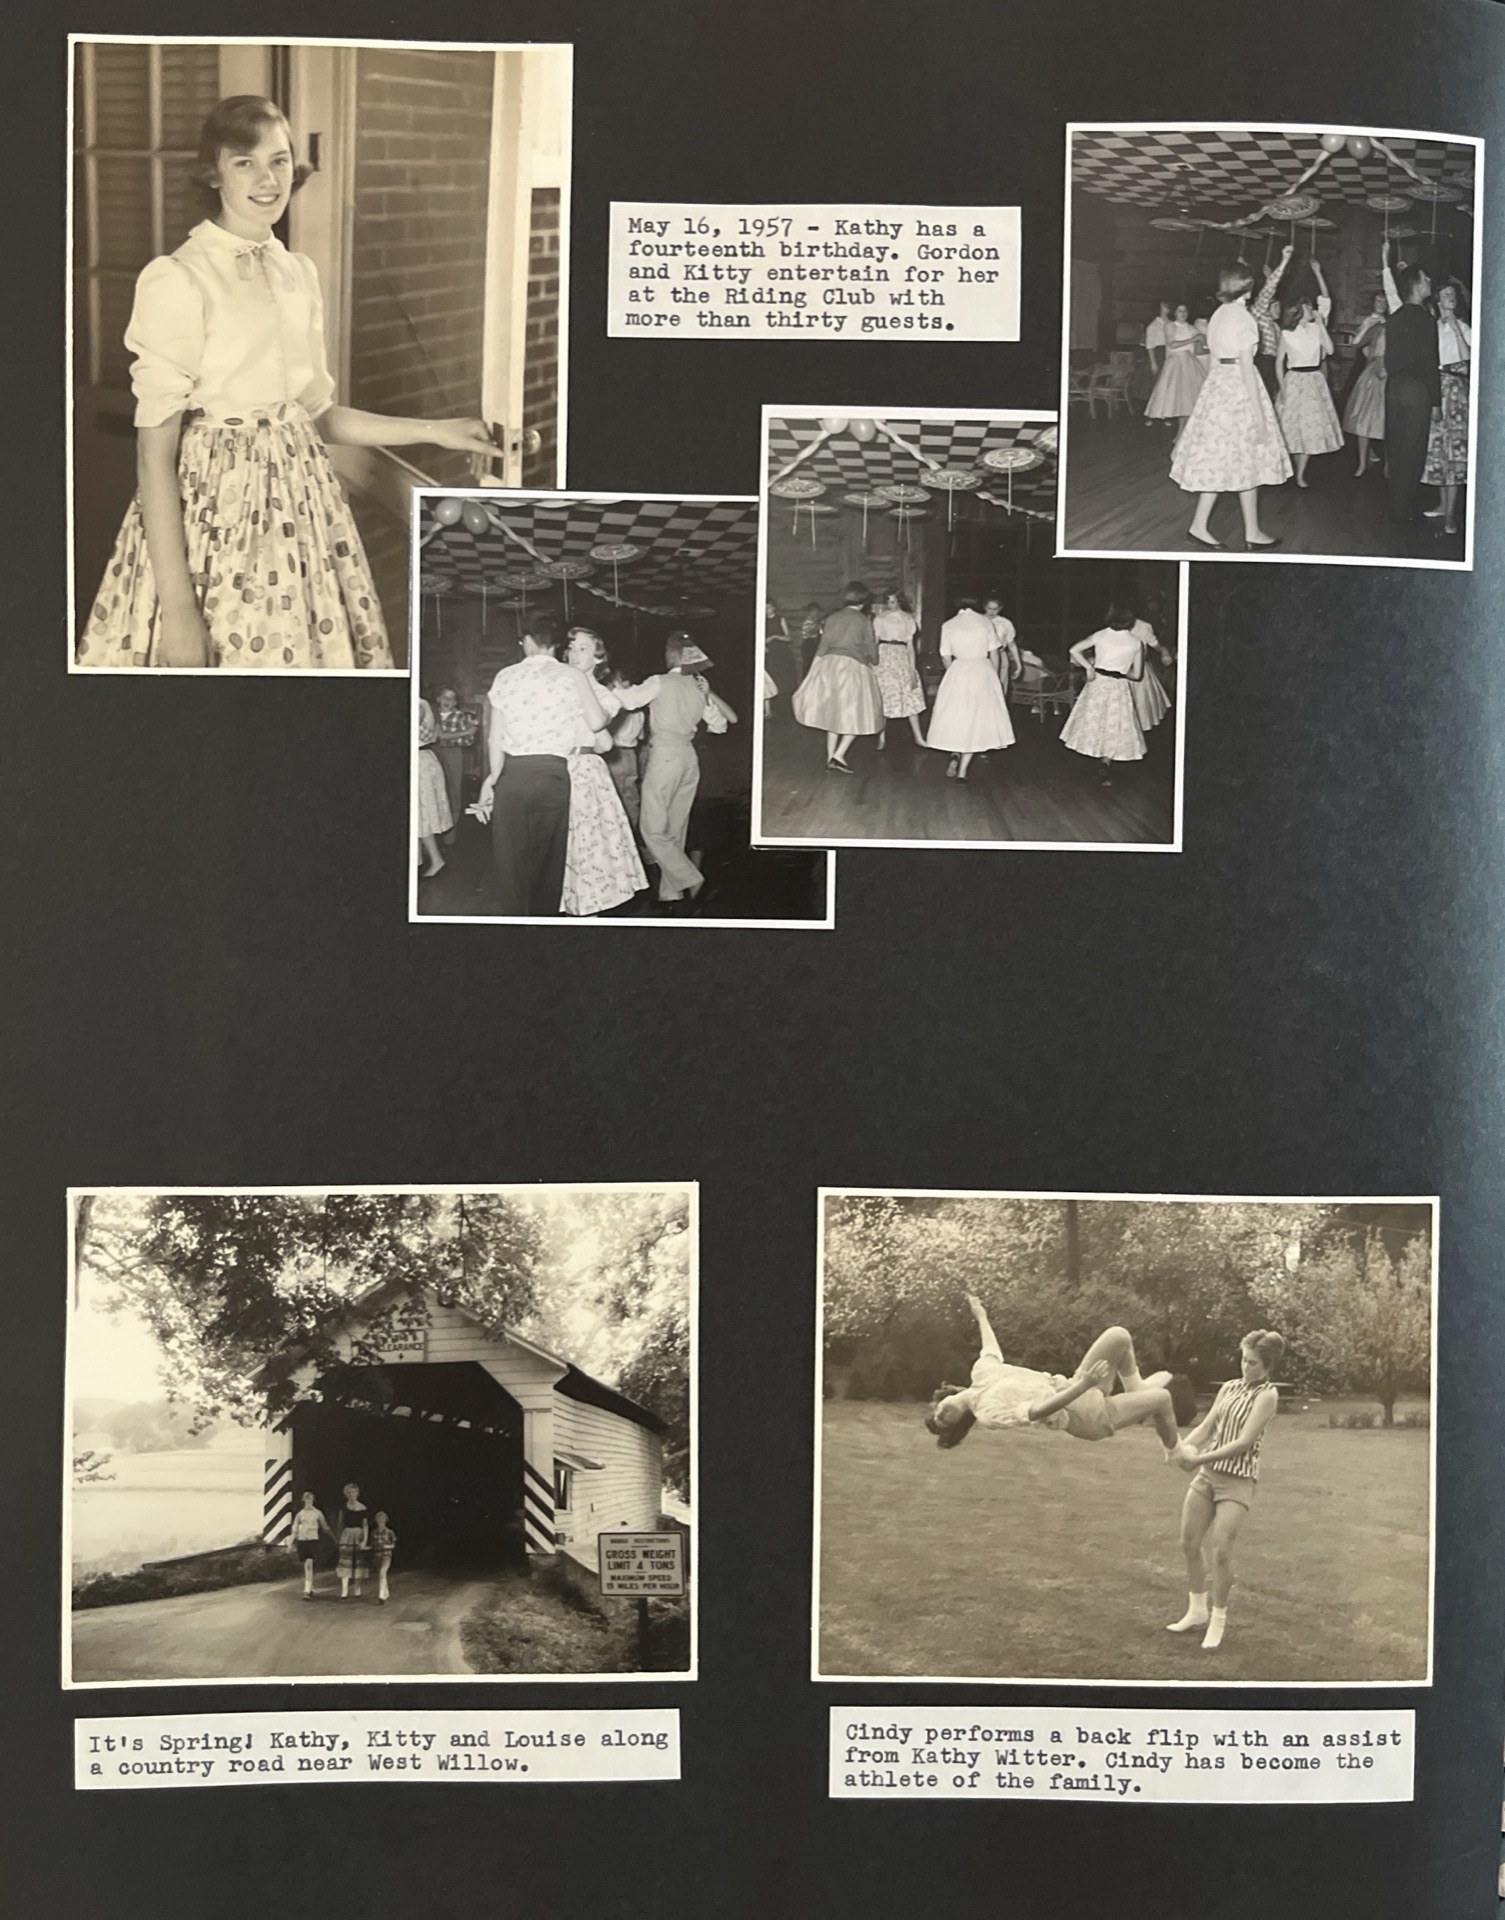 May 16, 1957 - Kathy has a
fourteenth birthday. Gordon
and Kitty entertain for her
at the Riding Club with
more than thirty guests.
CLEARANCE
BRIDGE RESTRICTIONS
GROSS WEIGHT
LIMIT 4 TONS
MAXIMUM SPEED
15 MILES PER HOUR
It's Spring! Kathy, Kitty and Louise along
a country road near West Willow.
Cindy performs a back flip with an assist
from Kathy Witter. Cindy has become the
athlete of the family.